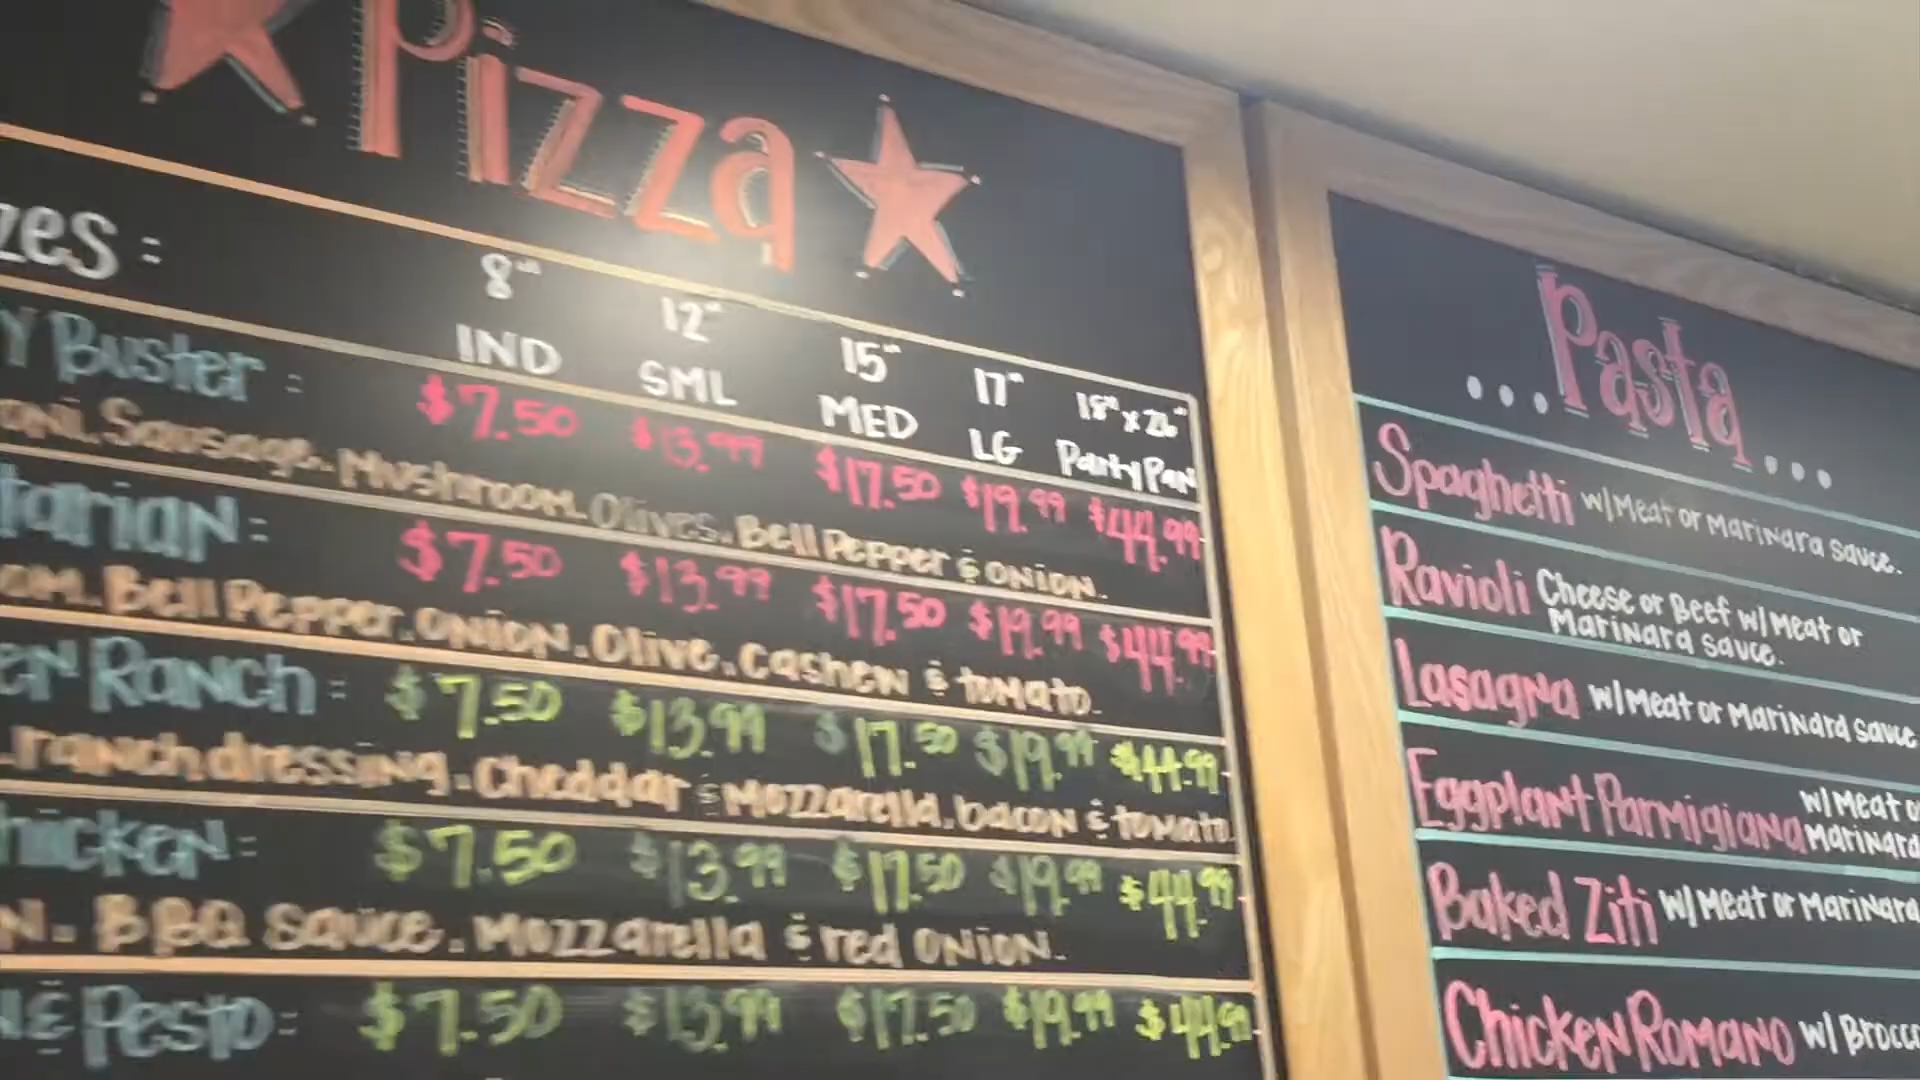 Pizza
zes :
8" 12" 15" 17" 18" x 26"
IND SML MED LG Party Pan
Y Buster : $7.50 $13.99 $17.50 $19.99 $44.99
oni. Sausage. Mushroom. Olives. Bell Pepper & onion.
tarian : $7.50 $13.99 $17.50 $19.99 $44.99
om. Bell Pepper. onion. Olive. cashew & tomato.
en Ranch : $7.50 $13.99 $17.50 $19.99 $44.99
. ranch dressing. Cheddar & Mozzarella. bacon & tomato
hicken : $7.50 $13.99 $17.50 $19.99 $44.99
n. BBQ sauce. Mozzarella & red onion.
n & Pesto : $7.50 $13.99 $17.50 $19.99 $44.99
...Pasta...
Spaghetti w/Meat or Marinara sauce.
Ravioli Cheese or Beef w/ Meat or
Marinara sauce.
Lasagna w/Meat or Marinara sauce
Eggplant Parmigiana w/ Meat o
Marinara
Baked Ziti w/Meat or Marinara
Chicken Romano w/ Brocc